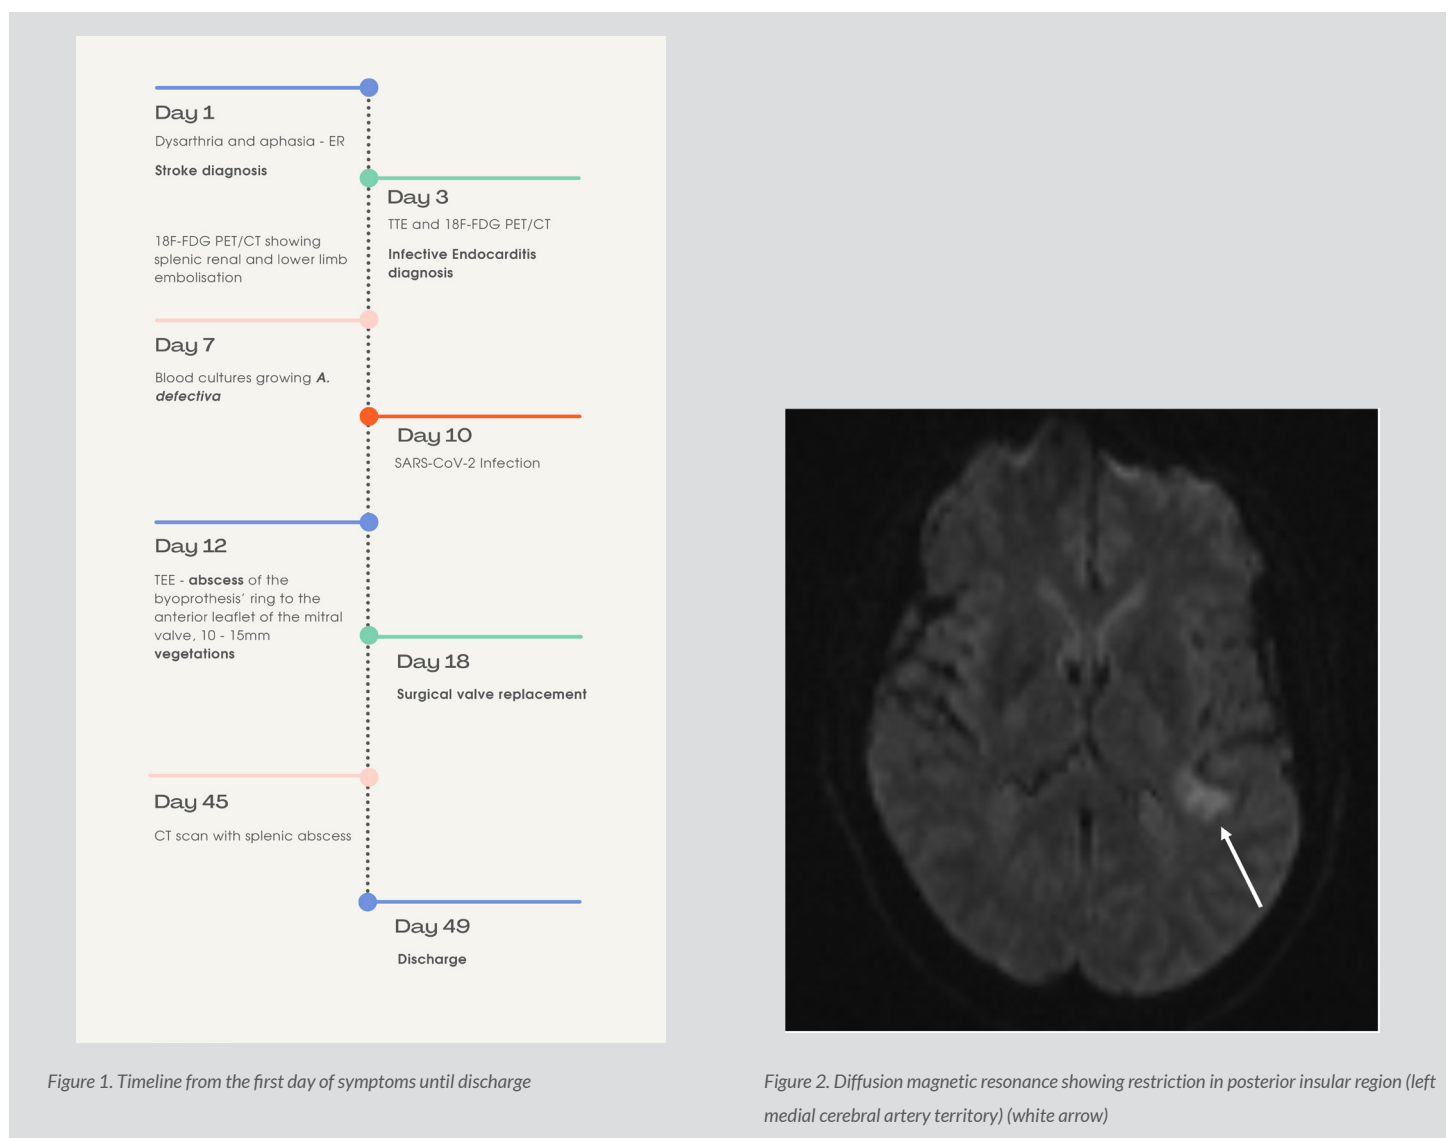 Day 1
Dysarthria and aphasia - ER
Stroke diagnosis
Day 3
TTE and 18F-FDG PET/CT
Infective Endocarditis
diagnosis
18F-FDG PET/CT showing
splenic renal and lower limb
embolisation
Day 7
Blood cultures growing A.
defectiva
Day 10
SARS-CoV-2 Infection
Day 12
TEE - abscess of the
byoprothesis’ ring to the
anterior leaflet of the mitral
valve, 10 - 15mm
vegetations
Day 18
Surgical valve replacement
Day 45
CT scan with splenic abscess
Day 49
Discharge
Figure 1. Timeline from the first day of symptoms until discharge
Figure 2. Diffusion magnetic resonance showing restriction in posterior insular region (left
medial cerebral artery territory) (white arrow)